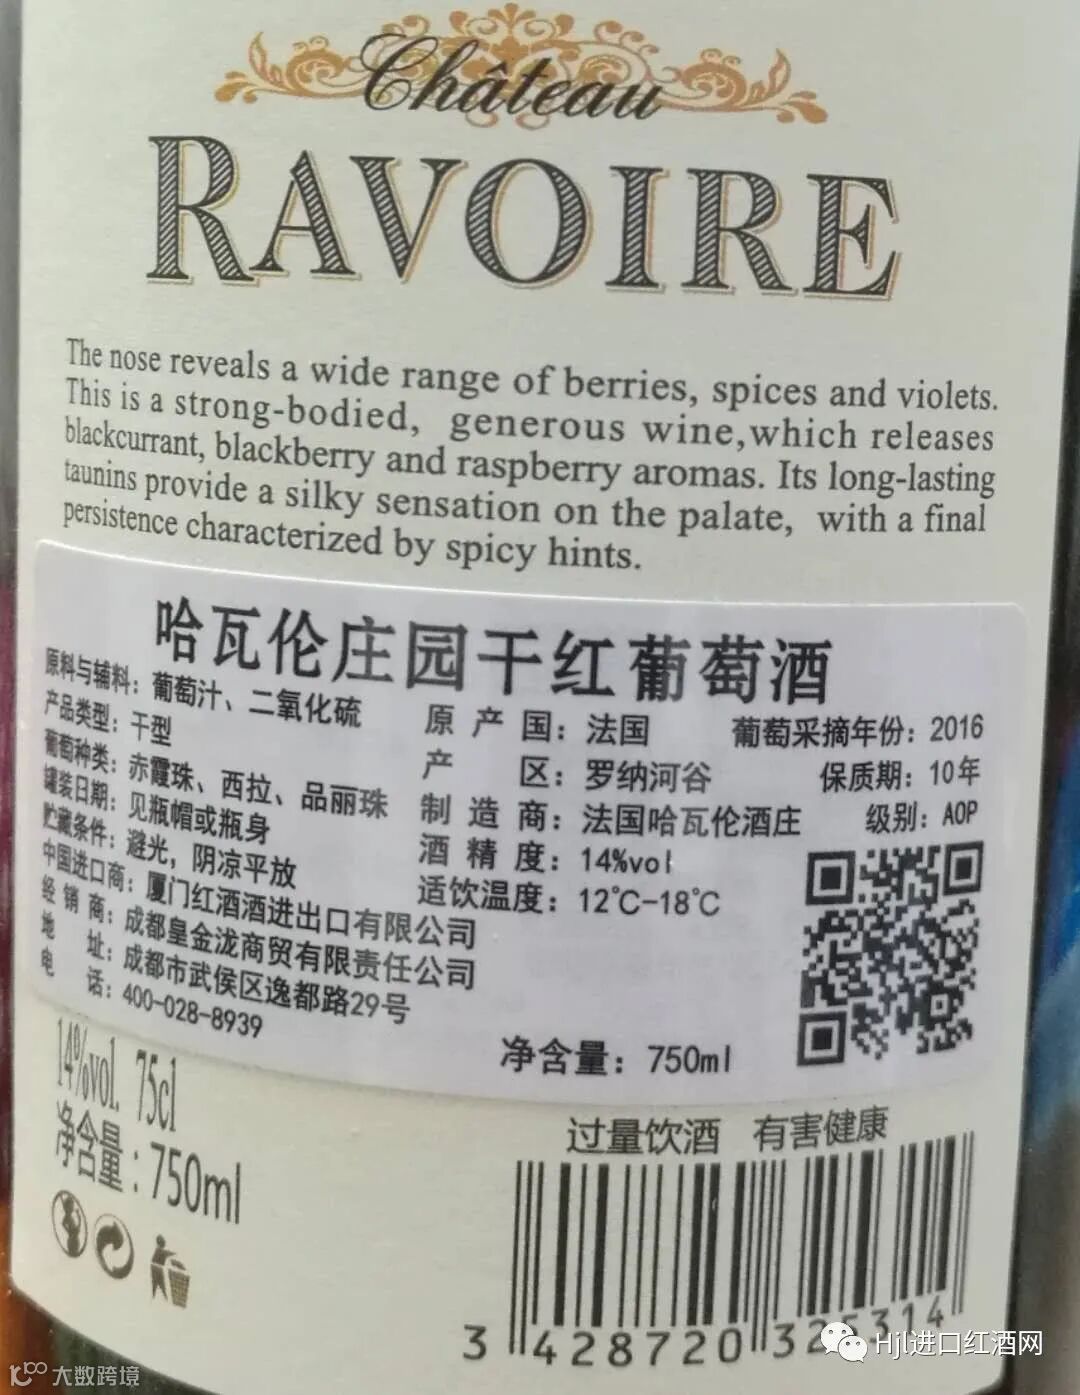 Château
RAVOIRE
The nose reveals a wide range of berries, spices and violets.
This is a strong-bodied, generous wine,which releases
blackcurrant, blackberry and raspberry aromas. Its long-lasting
taunins provide a silky sensation on the palate, with a final
persistence characterized by spicy hints.
哈瓦伦庄园干红葡萄酒
原料与辅料：葡萄汁、二氧化硫
产品类型：干型
葡萄种类：赤霞珠、西拉、品丽珠
罐装日期：见瓶帽或瓶身
贮藏条件：避光，阴凉平放
中国进口商：厦门红酒酒进出口有限公司
经销商：成都皇金泷商贸有限责任公司
地址：成都市武侯区逸都路29号
电话：400-028-8939
原产国：法国
产区：罗纳河谷
制造商：法国哈瓦伦酒庄
酒精度：14%vol
适饮温度：12℃-18℃
葡萄采摘年份：2016
保质期：10年
级别：AOP
净含量：750ml
14%vol. 75cl
净含量：750ml
过量饮酒 有害健康
3 428720 325314
Hjl进口红酒网
大数跨境